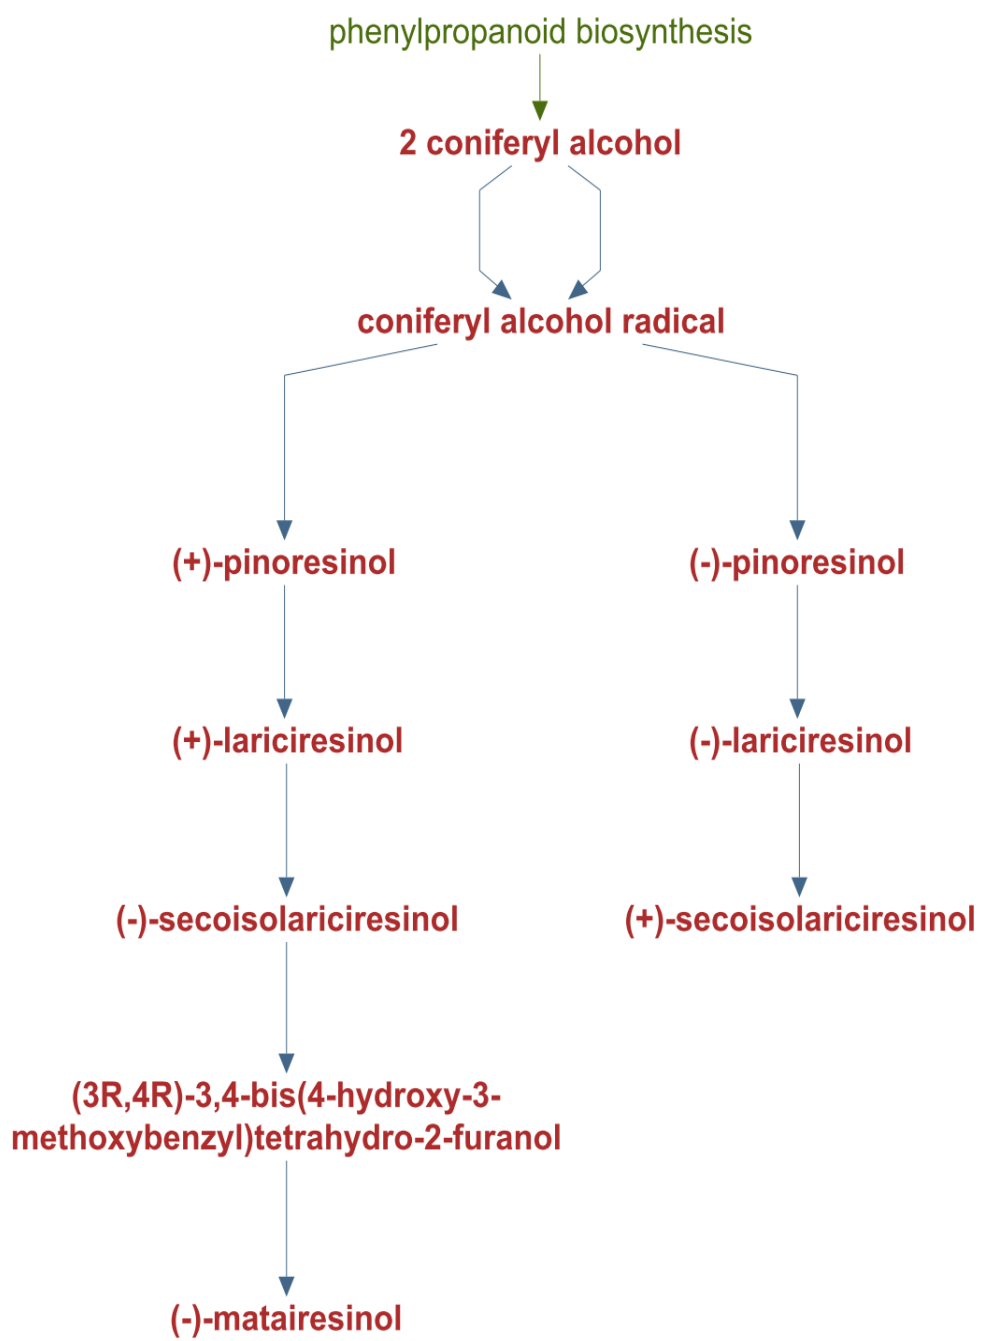 phenylpropanoid biosynthesis
2 coniferyl alcohol
coniferyl alcohol radical
(+)-pinoresinol
(-)-pinoresinol
(+)-lariciresinol
(-)-lariciresinol
(-)-secoisolariciresinol
(+)-secoisolariciresinol
(3R,4R)-3,4-bis(4-hydroxy-3-
methoxybenzyl)tetrahydro-2-furanol
(-)-matairesinol